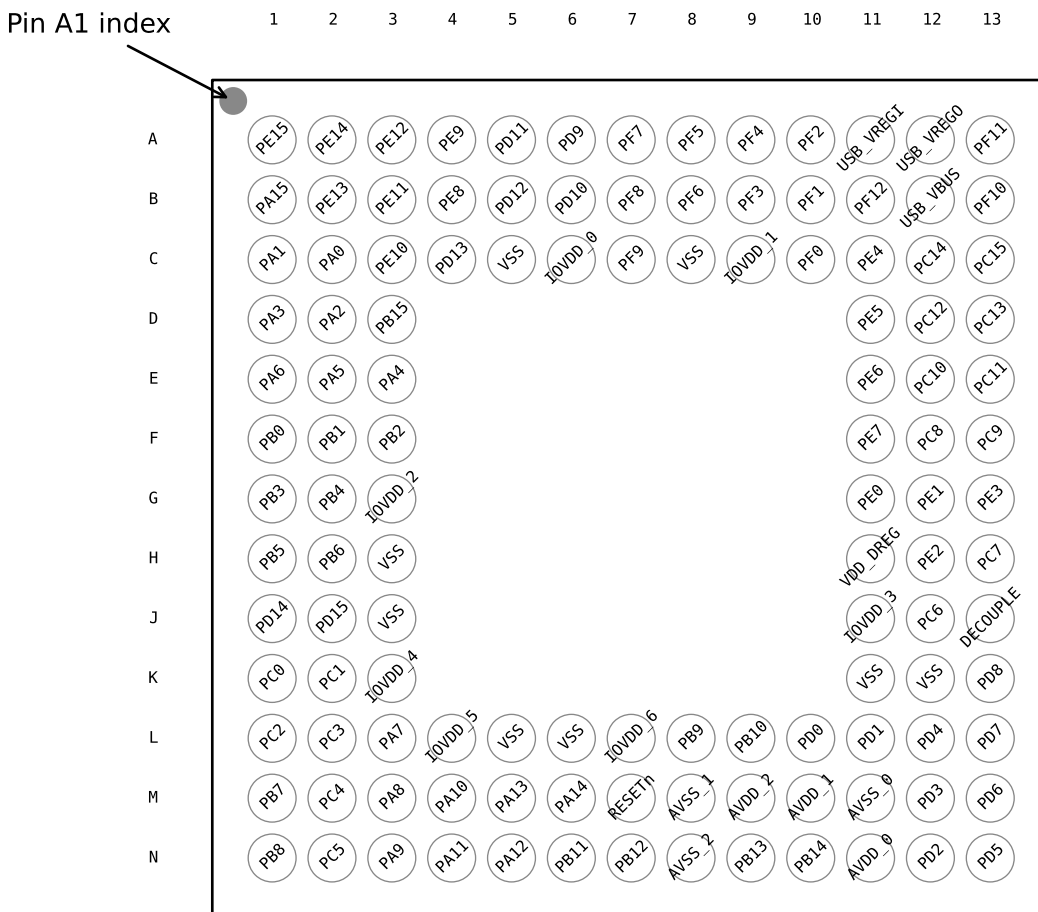 Pin A1 index
1 2 3 4 5 6 7 8 9 10 11 12 13
A PE15 PE14 PE12 PE9 PD11 PD9 PF7 PF5 PF4 PF2 USB_VREGI USB_VREGO PF11
B PA15 PE13 PE11 PE8 PD12 PD10 PF8 PF6 PF3 PF1 PF12 USB_VBUS PF10
C PA1 PA0 PE10 PD13 VSS IOVDD_0 PF9 VSS IOVDD_1 PF0 PE4 PC14 PC15
D PA3 PA2 PB15 PE5 PC12 PC13
E PA6 PA5 PA4 PE6 PC10 PC11
F PB0 PB1 PB2 PE7 PC8 PC9
G PB3 PB4 IOVDD_2 PE0 PE1 PE3
H PB5 PB6 VSS VDD_DREG PE2 PC7
J PD14 PD15 VSS IOVDD_3 PC6 DECOUPLE
K PC0 PC1 IOVDD_4 VSS VSS PD8
L PC2 PC3 PA7 IOVDD_5 VSS VSS IOVDD_6 PB9 PB10 PD0 PD1 PD4 PD7
M PB7 PC4 PA8 PA10 PA13 PA14 RESETn AVSS_1 AVDD_2 AVDD_1 AVSS_0 PD3 PD6
N PB8 PC5 PA9 PA11 PA12 PB11 PB12 AVSS_2 PB13 PB14 AVDD_0 PD2 PD5